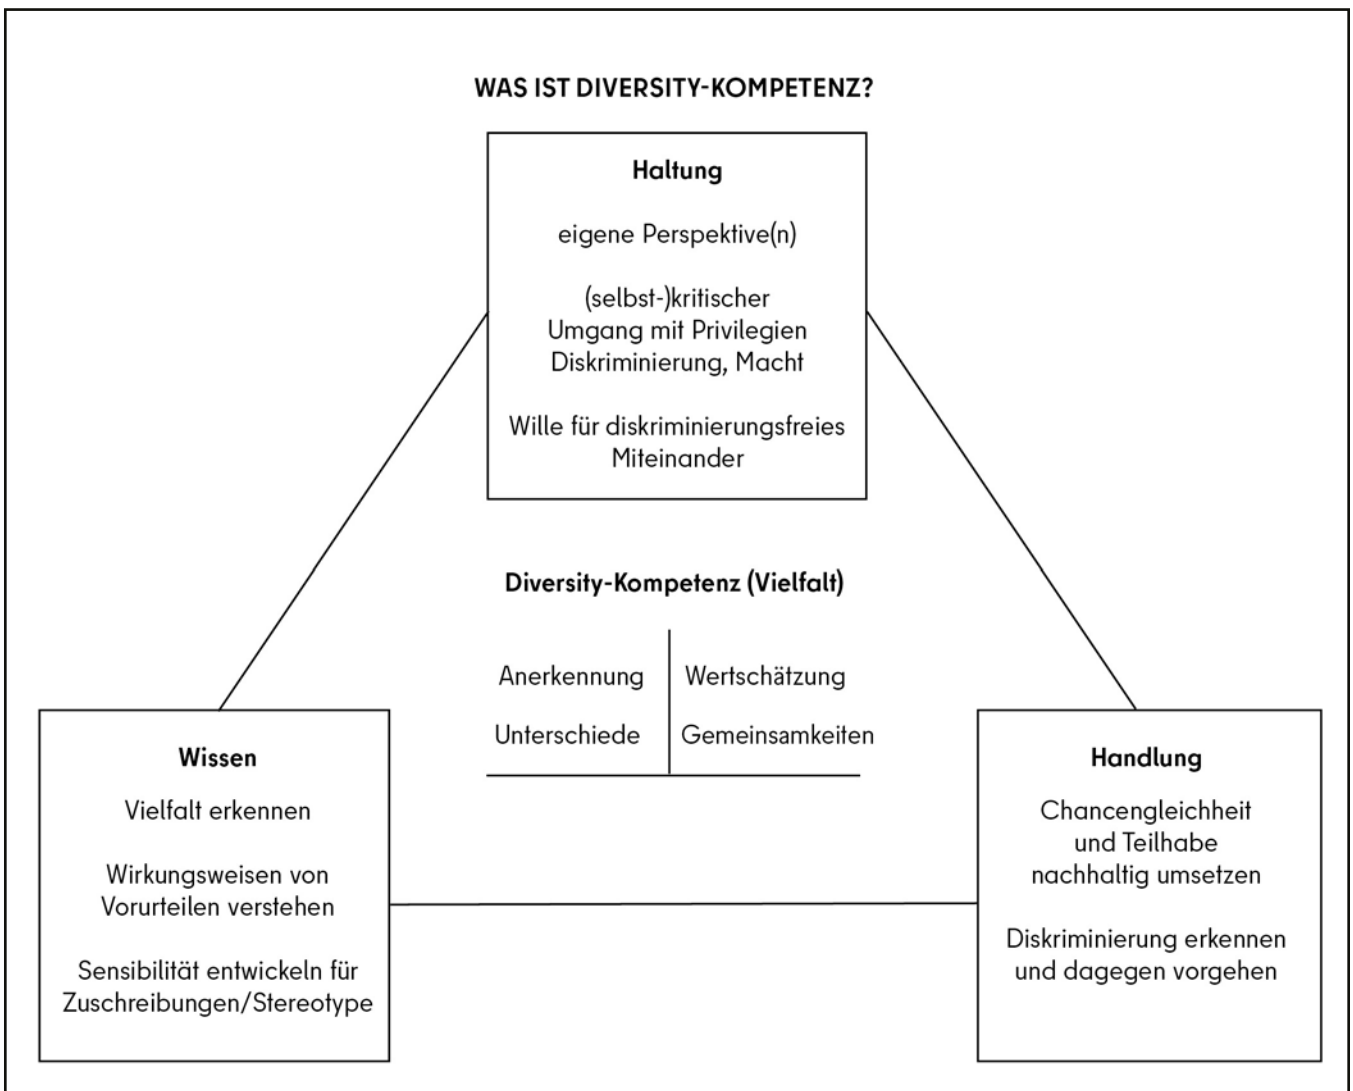 WAS IST DIVERSITY-KOMPETENZ?
Haltung
eigene Perspektive(n)
(selbst-)kritischer
Umgang mit Privilegien
Diskriminierung, Macht
Wille für diskriminierungsfreies
Miteinander
Diversity-Kompetenz (Vielfalt)
Anerkennung
Wertschätzung
Unterschiede
Gemeinsamkeiten
Wissen
Vielfalt erkennen
Wirkungsweisen von
Vorurteilen verstehen
Sensibilität entwickeln für
Zuschreibungen/Stereotype
Handlung
Chancengleichheit
und Teilhabe
nachhaltig umsetzen
Diskriminierung erkennen
und dagegen vorgehen